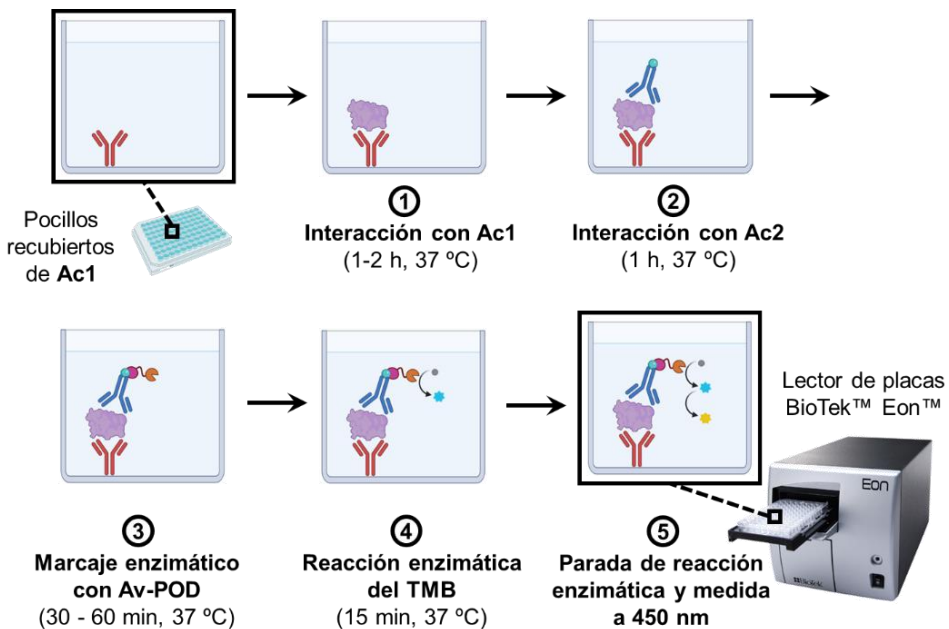 Pocillos
recubiertos
de Ac1
1
Interacción con Ac1
(1-2 h, 37 ºC)
2
Interacción con Ac2
(1 h, 37 ºC)
3
Marcaje enzimático
con Av-POD
(30 - 60 min, 37 ºC)
4
Reacción enzimática
del TMB
(15 min, 37 ºC)
5
Parada de reacción
enzimática y medida
a 450 nm
Lector de placas
BioTek™ Eon™
Eon
BioTek